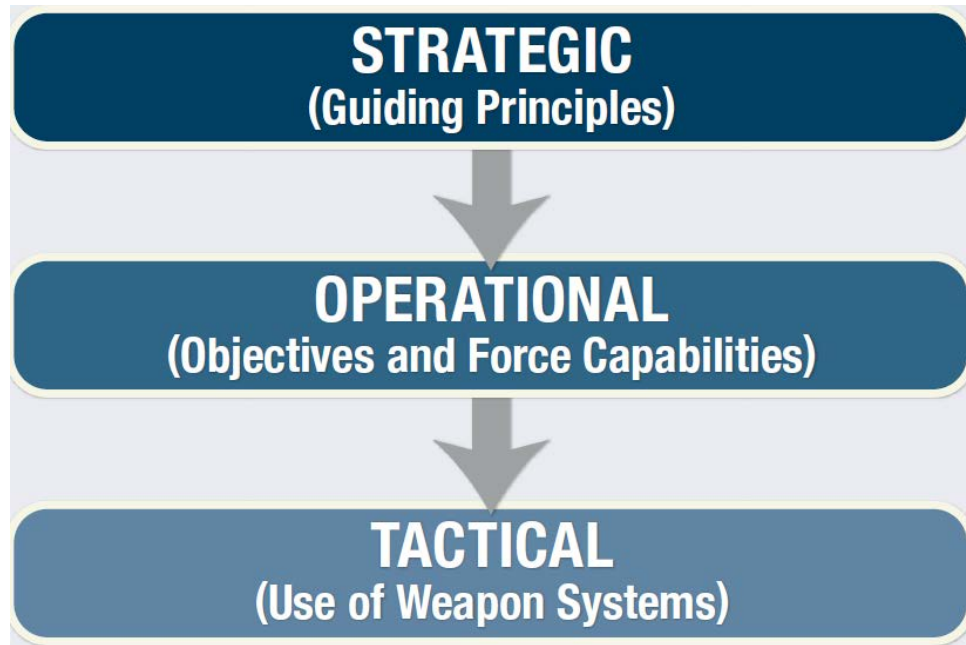 STRATEGIC
(Guiding Principles)
OPERATIONAL
(Objectives and Force Capabilities)
TACTICAL
(Use of Weapon Systems)